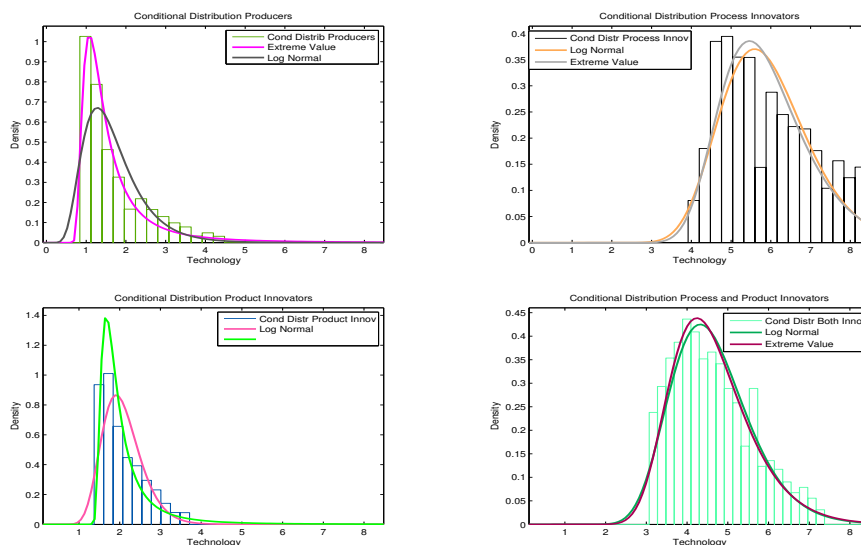 Conditional Distribution Producers
Cond Distrib Producers
Extreme Value
Log Normal
Density
1
0.9
0.8
0.7
0.6
0.5
0.4
0.3
0.2
0.1
0
0 1 2 3 4 5 6 7 8
Technology
Conditional Distribution Process Innovators
Cond Distr Process Innov
Log Normal
Extreme Value
Density
0.4
0.35
0.3
0.25
0.2
0.15
0.1
0.05
0
0 1 2 3 4 5 6 7 8
Technology
Conditional Distribution Product Innovators
Cond Distr Product Innov
Log Normal
Density
1.4
1.2
1
0.8
0.6
0.4
0.2
0
1 2 3 4 5 6 7 8
Technology
Conditional Distribution Process and Product Innovators
Cond Distr Both Inno
Log Normal
Extreme Value
Density
0.45
0.4
0.35
0.3
0.25
0.2
0.15
0.1
0.05
0
1 2 3 4 5 6 7 8
Technology